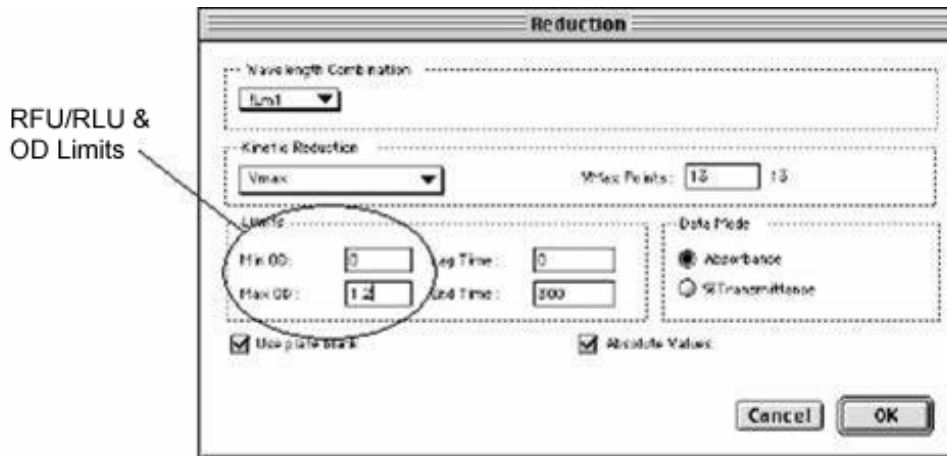 Reduction
Wavelength Combination
!Lm1
RFU/RLU &
OD Limits
Kinetic Reduction
Vmax
VMax Points: 13 13
Limits
Data Mode
Min OD: 0
Lag Time: 0
Absorbance
Max OD: 1.2
End Time: 300
%Transmittance
Use plate blank
Absolute Values
Cancel
OK